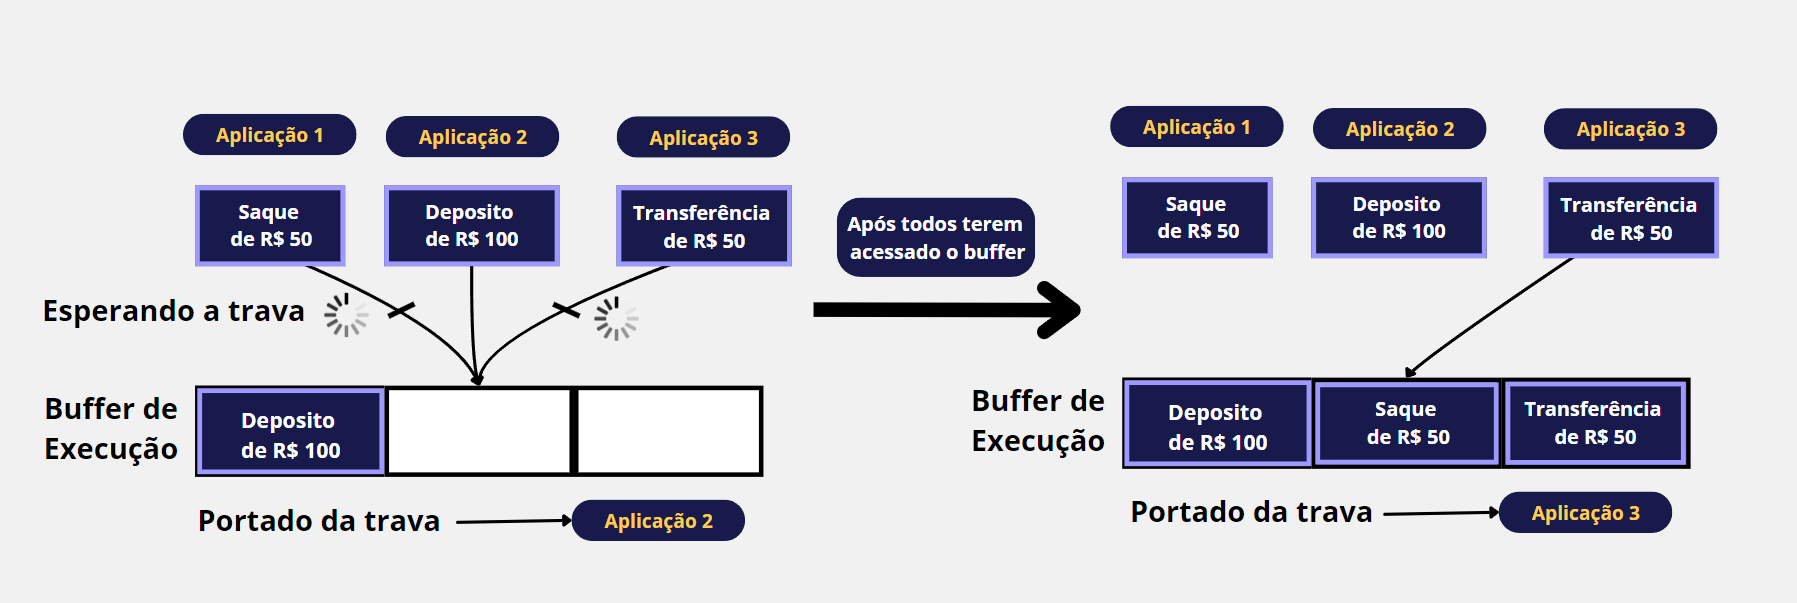 Aplicação 1
Aplicação 2
Aplicação 3
Saque
de R$ 50
Deposito
de R$ 100
Transferência
de R$ 50
Esperando a trava
Buffer de
Execução
Deposito
de R$ 100
Portado da trava
Aplicação 2
Após todos terem
acessado o buffer
Aplicação 1
Aplicação 2
Aplicação 3
Saque
de R$ 50
Deposito
de R$ 100
Transferência
de R$ 50
Buffer de
Execução
Deposito
de R$ 100
Saque
de R$ 50
Transferência
de R$ 50
Portado da trava
Aplicação 3